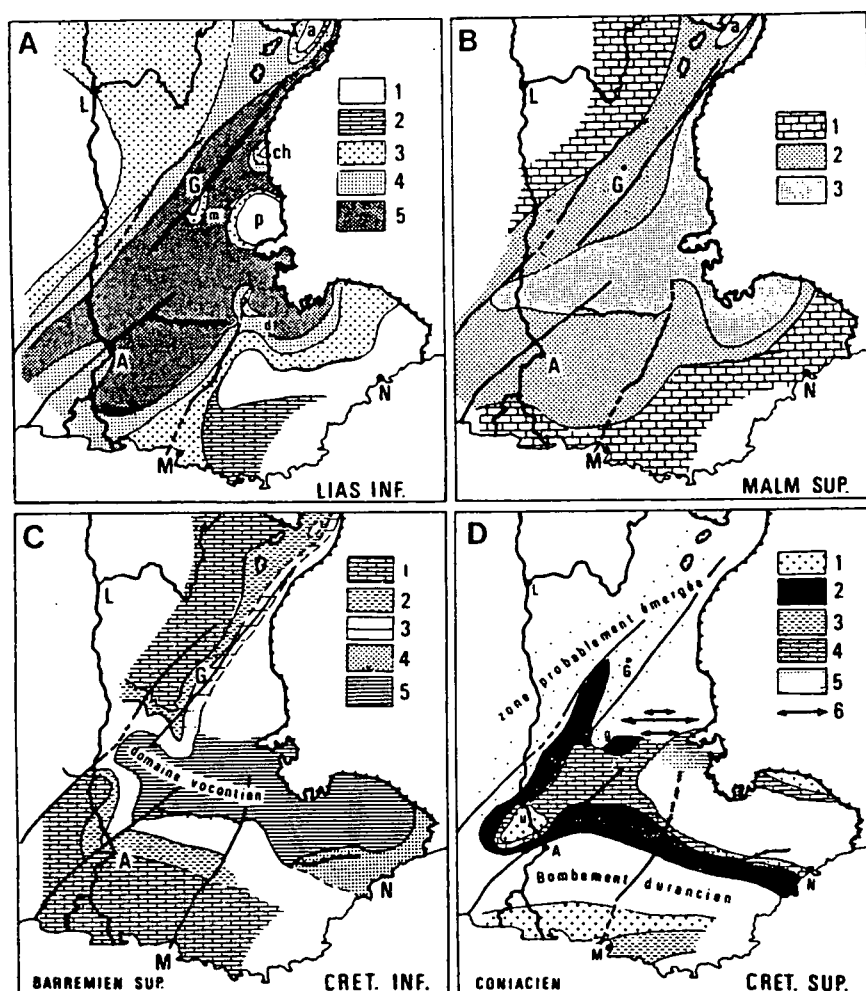 A
L
G
ch
m
p
a
d
A
M
N
1
2
3
4
5
LIAS INF.
B
a
G
A
M
N
1
2
3
MALM SUP.
C
L
G
domaine vocontien
A
N
M
1
2
3
4
5
BARREMIEN SUP.
CRET. INF.
D
L
zone probablement émergée
G
A
Bombement durancien
N
M
1
2
3
4
5
6
CONIACIEN
CRET. SUP.